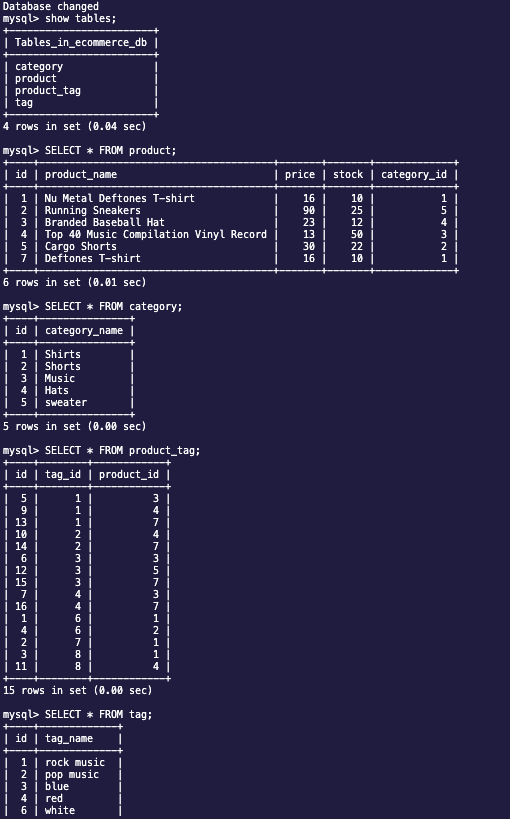 Database changed
mysql> show tables;
+-------------------------+
| Tables_in_ecommerce_db |
+-------------------------+
| category |
| product |
| product_tag |
| tag |
+-------------------------+
4 rows in set (0.04 sec)
mysql> SELECT * FROM product;
+----+---------------------------------------+-------+-------+-------------+
| id | product_name | price | stock | category_id |
+----+---------------------------------------+-------+-------+-------------+
| 1 | Nu Metal Deftones T-shirt | 16 | 10 | 1 |
| 2 | Running Sneakers | 90 | 25 | 5 |
| 3 | Branded Baseball Hat | 23 | 12 | 4 |
| 4 | Top 40 Music Compilation Vinyl Record | 13 | 50 | 3 |
| 5 | Cargo Shorts | 30 | 22 | 2 |
| 7 | Deftones T-shirt | 16 | 10 | 1 |
+----+---------------------------------------+-------+-------+-------------+
6 rows in set (0.01 sec)
mysql> SELECT * FROM category;
+----+---------------+
| id | category_name |
+----+---------------+
| 1 | Shirts |
| 2 | Shorts |
| 3 | Music |
| 4 | Hats |
| 5 | sweater |
+----+---------------+
5 rows in set (0.00 sec)
mysql> SELECT * FROM product_tag;
+----+--------+------------+
| id | tag_id | product_id |
+----+--------+------------+
| 5 | 1 | 3 |
| 9 | 1 | 4 |
| 13 | 1 | 7 |
| 10 | 2 | 4 |
| 14 | 2 | 7 |
| 6 | 3 | 3 |
| 12 | 3 | 5 |
| 15 | 3 | 7 |
| 7 | 4 | 3 |
| 16 | 4 | 7 |
| 1 | 6 | 1 |
| 4 | 6 | 2 |
| 2 | 7 | 1 |
| 3 | 8 | 1 |
| 11 | 8 | 4 |
+----+--------+------------+
15 rows in set (0.00 sec)
mysql> SELECT * FROM tag;
+----+-------------+
| id | tag_name |
+----+-------------+
| 1 | rock music |
| 2 | pop music |
| 3 | blue |
| 4 | red |
| 6 | white |